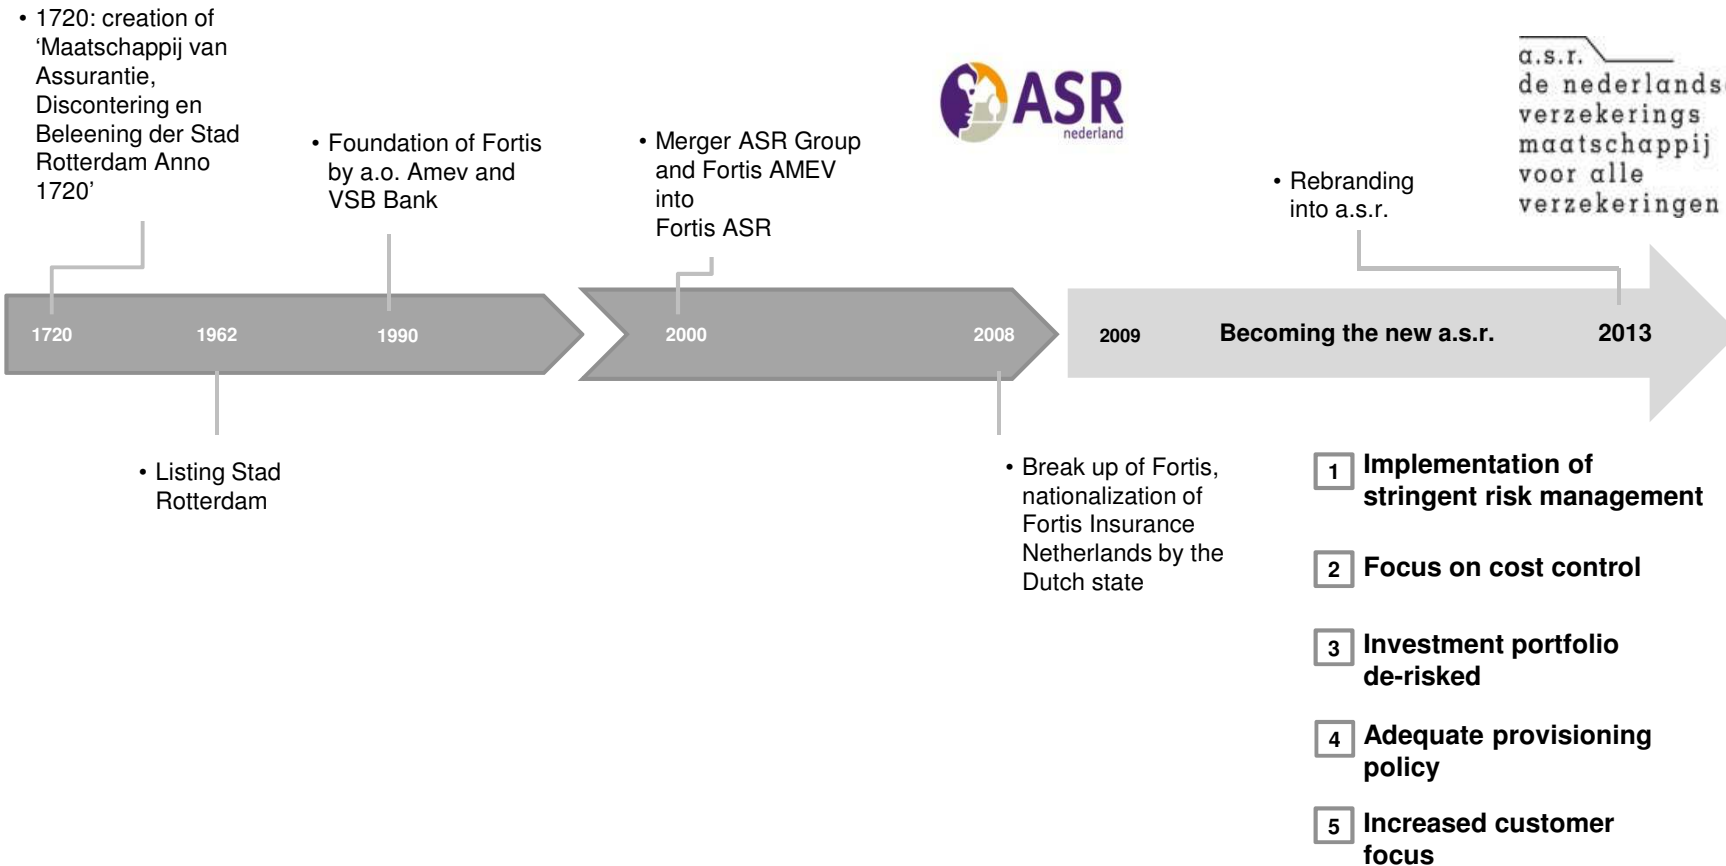 • 1720: creation of
‘Maatschappij van
Assurantie,
Discontering en
Beleening der Stad
Rotterdam Anno
1720’
• Foundation of Fortis
by a.o. Amev and
VSB Bank
• Merger ASR Group
and Fortis AMEV
into
Fortis ASR
ASR
nederland
• Rebranding
into a.s.r.
a.s.r.
de nederlands
verzekerings
maatschappij
voor alle
verzekeringen
1720 1962 1990 2000 2008 2009 Becoming the new a.s.r. 2013
• Listing Stad
Rotterdam
• Break up of Fortis,
nationalization of
Fortis Insurance
Netherlands by the
Dutch state
1 Implementation of
stringent risk management
2 Focus on cost control
3 Investment portfolio
de-risked
4 Adequate provisioning
policy
5 Increased customer
focus